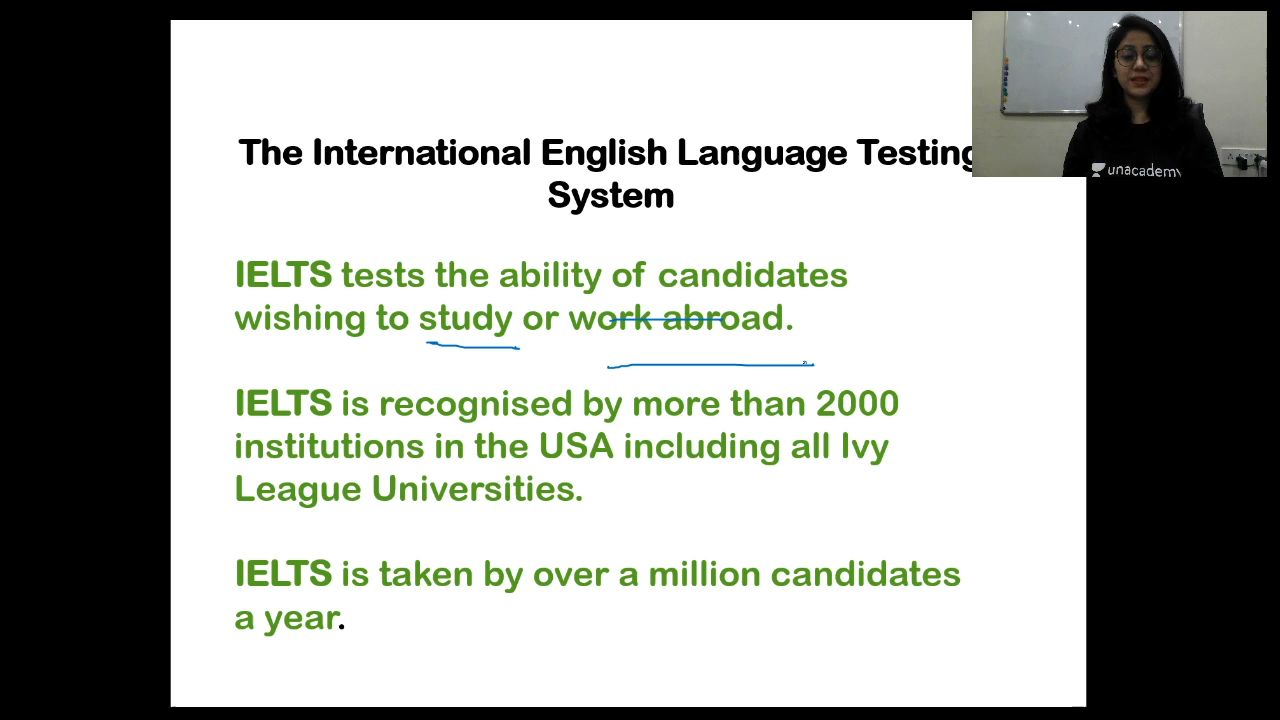 The International English Language Testing
System
IELTS tests the ability of candidates
wishing to study or work abroad.
IELTS is recognised by more than 2000
institutions in the USA including all Ivy
League Universities.
IELTS is taken by over a million candidates
a year.
unacademy